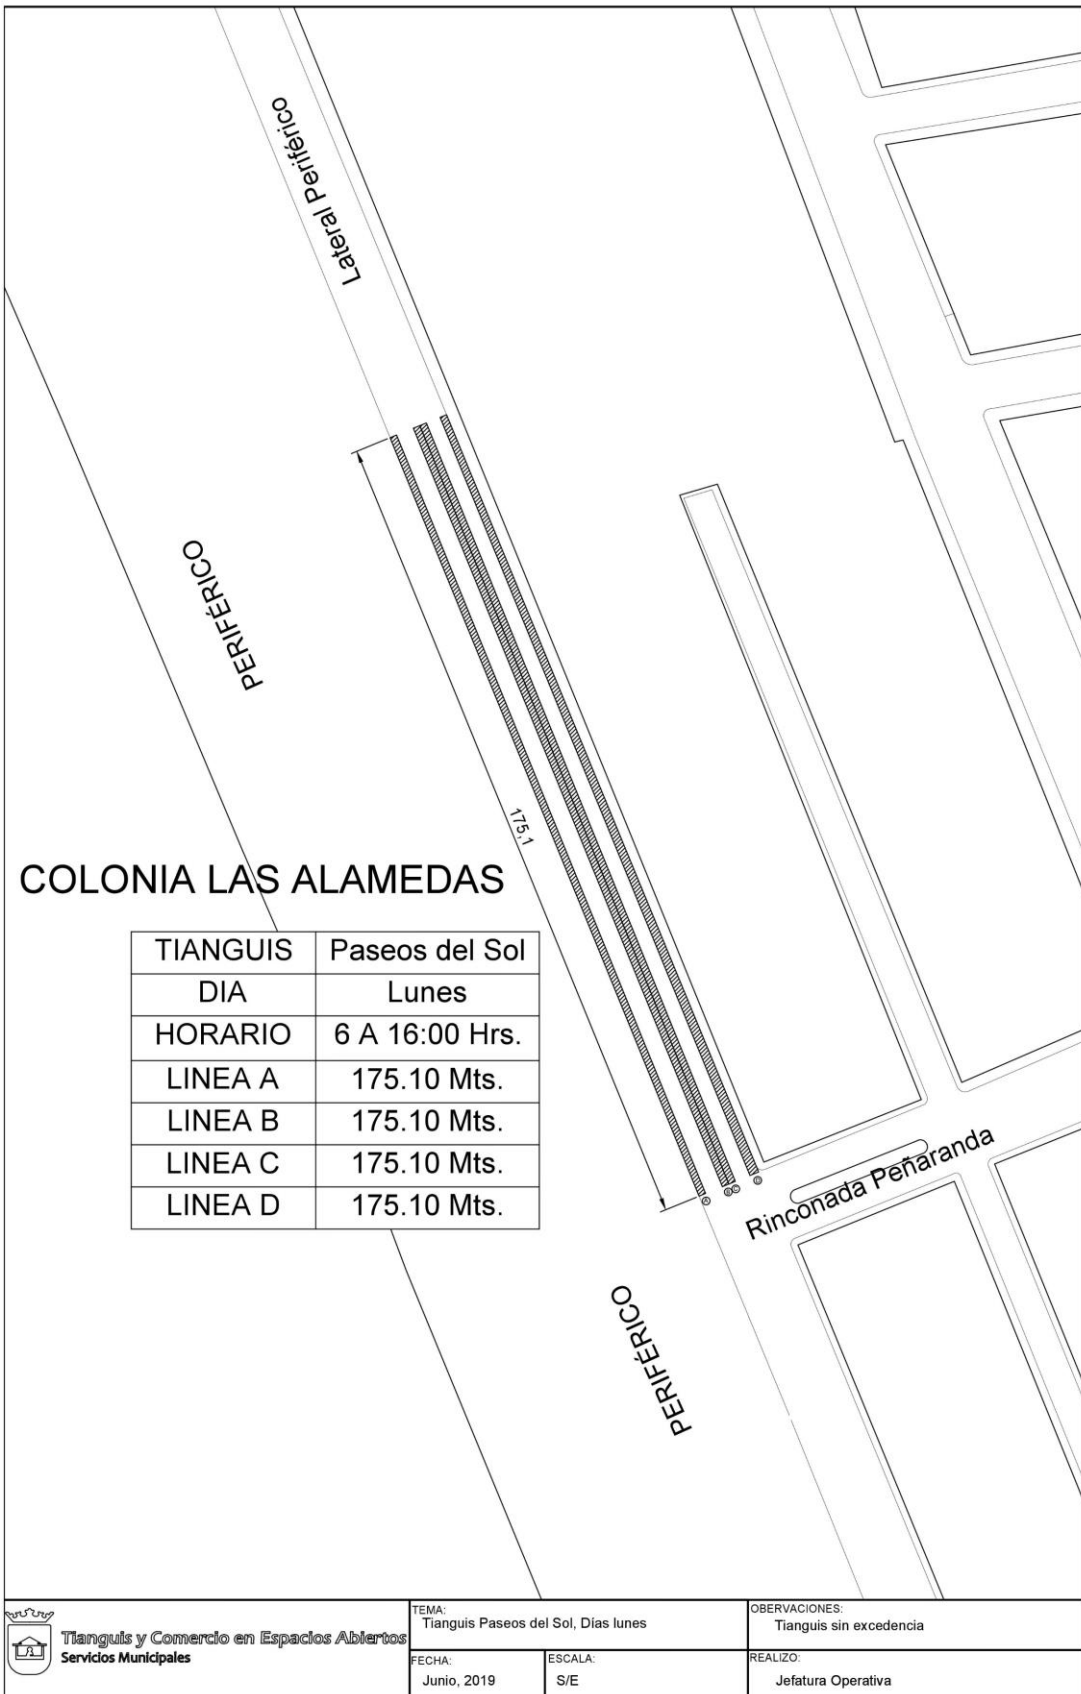 Lateral Periférico
PERIFÉRICO
175,1
COLONIA LAS ALAMEDAS
TIANGUIS Paseos del Sol
DIA Lunes
HORARIO 6 A 16:00 Hrs.
LINEA A 175.10 Mts.
LINEA B 175.10 Mts.
LINEA C 175.10 Mts.
LINEA D 175.10 Mts.
A B C D
Rinconada Peñaranda
PERIFÉRICO
Tianguis y Comercio en Espacios Abiertos
Servicios Municipales
TEMA:
Tianguis Paseos del Sol, Días lunes
OBERVACIONES:
Tianguis sin excedencia
FECHA:
Junio, 2019
ESCALA:
S/E
REALIZO:
Jefatura Operativa